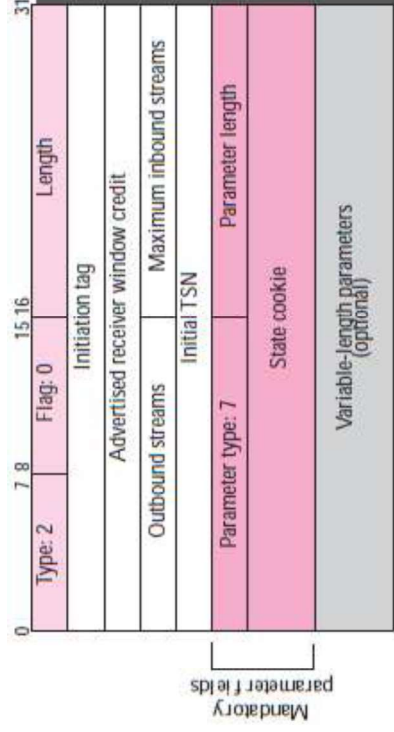 0 7 8 15 16 31
Type: 2 Flag: 0 Length
Initiation tag
Advertised receiver window credit
Outbound streams Maximum inbound streams
Initial TSN
Mandatory
parameter fields
Parameter type: 7 Parameter length
State cookie
Variable-length parameters
(optional)